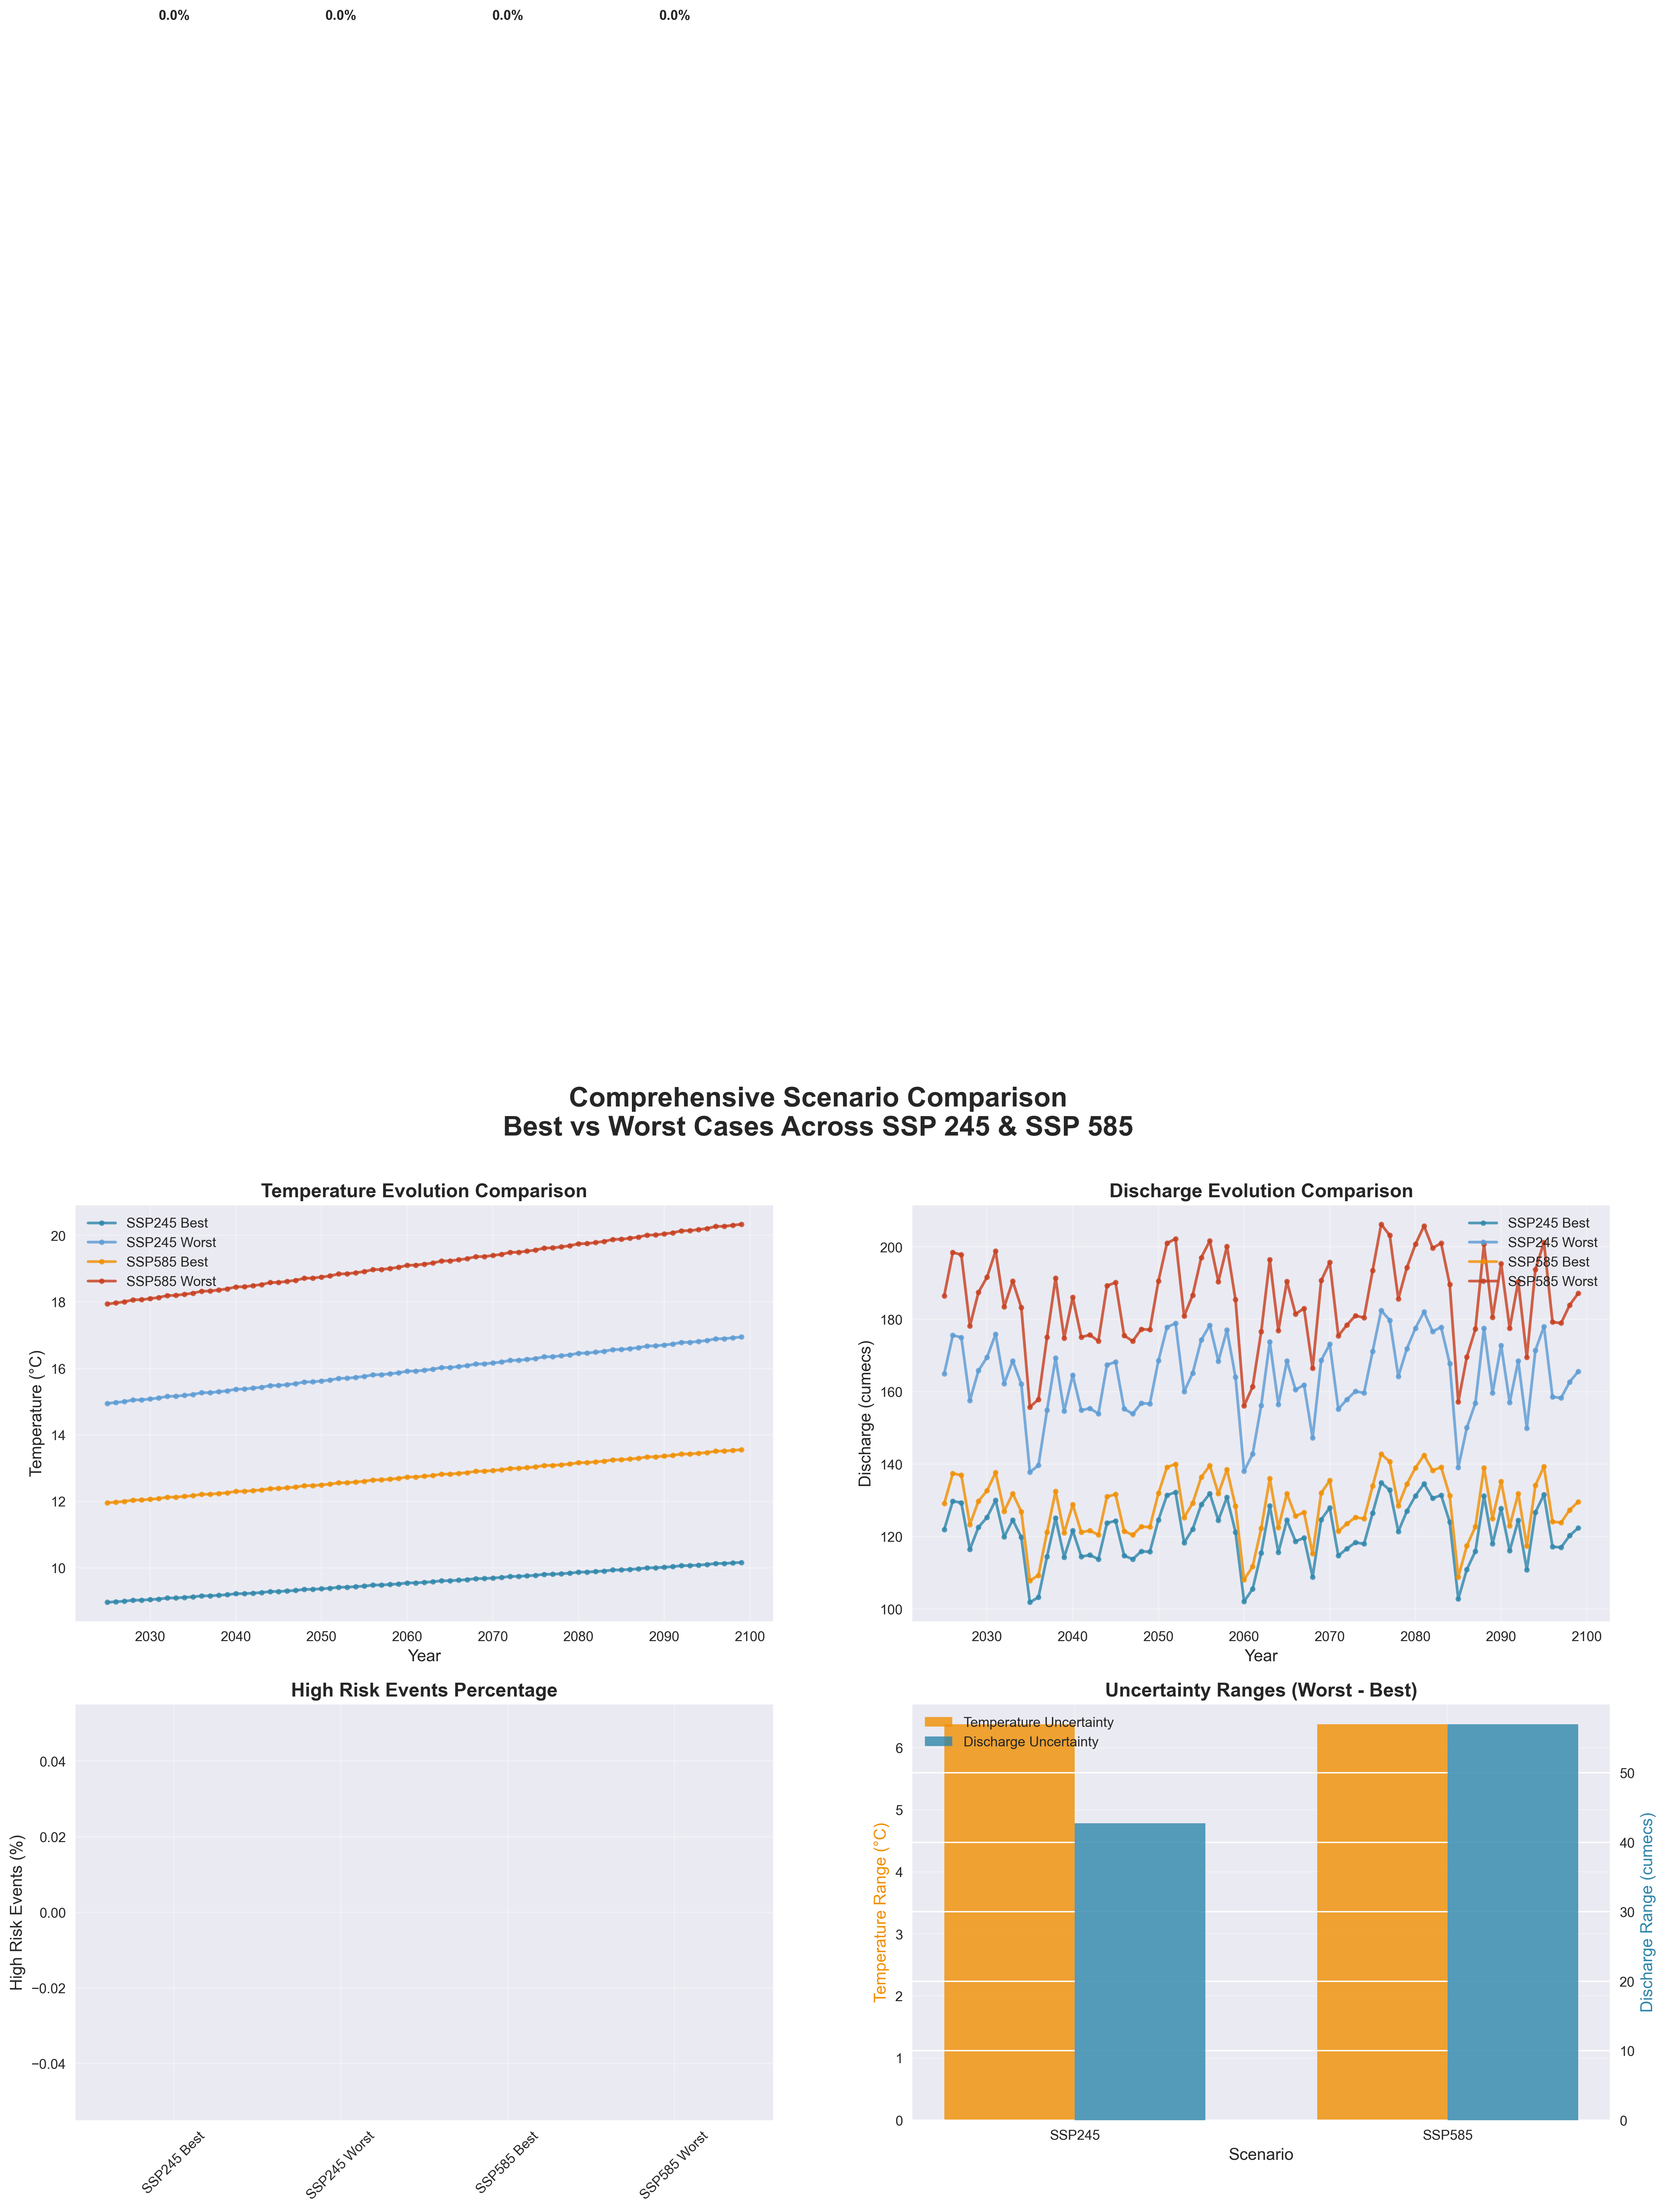 0.0% 0.0% 0.0% 0.0%
Comprehensive Scenario Comparison
Best vs Worst Cases Across SSP 245 & SSP 585
Temperature Evolution Comparison
SSP245 Best
SSP245 Worst
SSP585 Best
SSP585 Worst
Temperature (°C)
20
18
16
14
12
10
2030 2040 2050 2060 2070 2080 2090 2100
Year
Discharge Evolution Comparison
SSP245 Best
SSP245 Worst
SSP585 Best
SSP585 Worst
Discharge (cumecs)
200
180
160
140
120
100
2030 2040 2050 2060 2070 2080 2090 2100
Year
High Risk Events Percentage
High Risk Events (%)
0.04
0.02
0.00
−0.02
−0.04
SSP245 Best
SSP245 Worst
SSP585 Best
SSP585 Worst
Uncertainty Ranges (Worst - Best)
Temperature Uncertainty
Discharge Uncertainty
Temperature Range (°C)
6
5
4
3
2
1
0
50
40
30
20
10
0
Discharge Range (cumecs)
SSP245 SSP585
Scenario